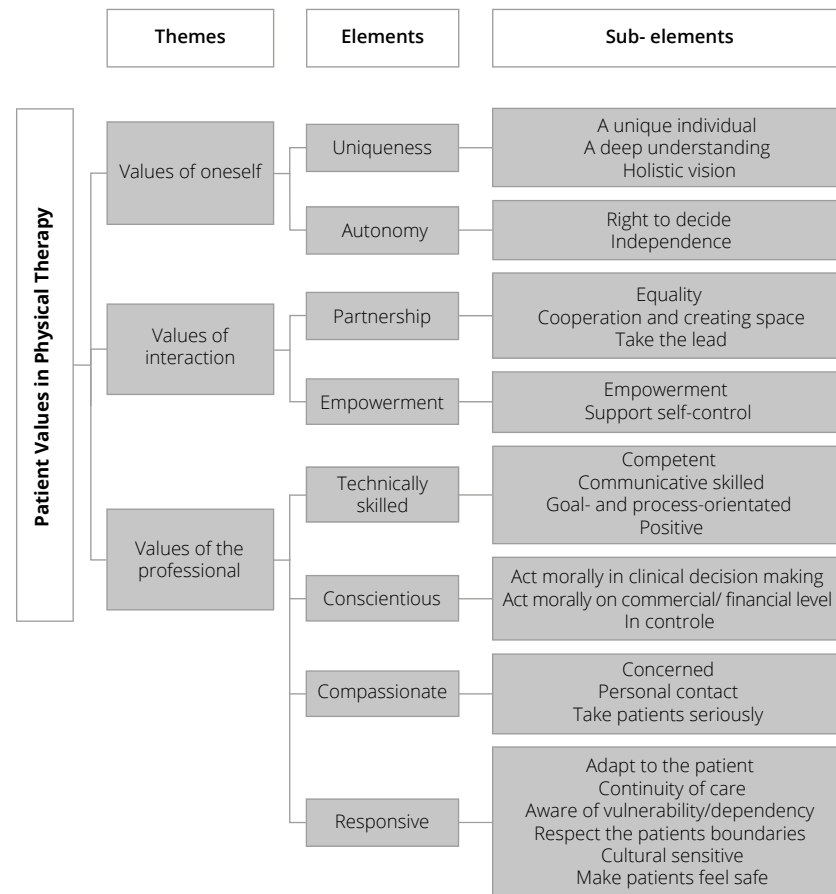 Themes
Elements
Sub- elements
Patient Values in Physical Therapy
Values of oneself
Uniqueness
A unique individual
A deep understanding
Holistic vision
Autonomy
Right to decide
Independence
Values of
interaction
Partnership
Equality
Cooperation and creating space
Take the lead
Empowerment
Empowerment
Support self-control
Values of the
professional
Technically
skilled
Competent
Communicative skilled
Goal- and process-orientated
Positive
Conscientious
Act morally in clinical decision making
Act morally on commercial/ financial level
In controle
Compassionate
Concerned
Personal contact
Take patients seriously
Responsive
Adapt to the patient
Continuity of care
Aware of vulnerability/dependency
Respect the patients boundaries
Cultural sensitive
Make patients feel safe